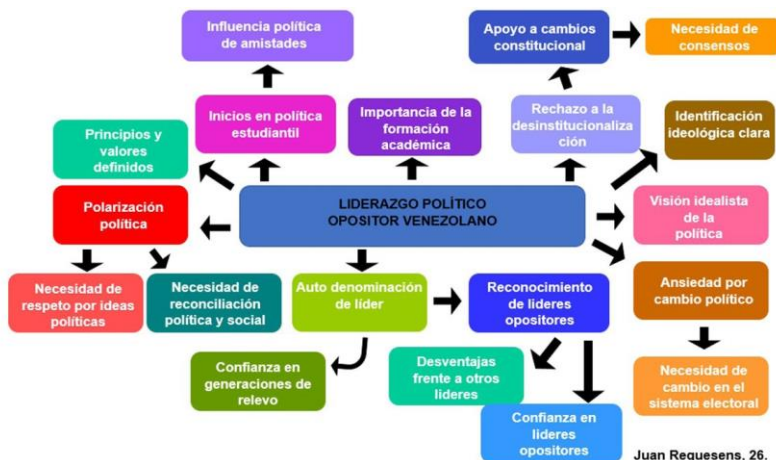 Influencia política
de amistades
Apoyo a cambios
constitucional
Necesidad de
consensos
Principios y
valores
definidos
Inicios en política
estudiantil
Importancia de la
formación
académica
Rechazo a la
desinstitucionaliza
ción
Identificación
ideológica clara
Polarización
política
LIDERAZGO POLÌTICO
OPOSITOR VENEZOLANO
Visión idealista
de la
política
Necesidad de
respeto por ideas
políticas
Necesidad de
reconciliación
política y social
Auto denominación
de líder
Reconocimiento
de lideres
opositores
Ansiedad por
cambio político
Confianza en
generaciones de
relevo
Desventajas
frente a otros
lideres
Necesidad de
cambio en el
sistema electoral
Confianza en
lideres
opositores
Juan Requesens. 26.